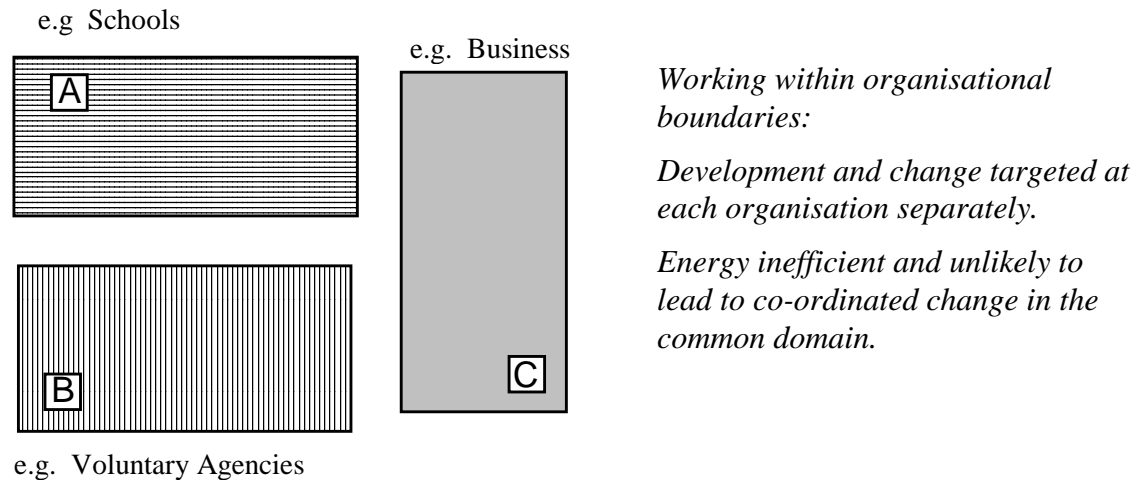 e.g Schools
A
B
e.g. Voluntary Agencies
e.g. Business
C
Working within organisational
boundaries:
Development and change targeted at
each organisation separately.
Energy inefficient and unlikely to
lead to co-ordinated change in the
common domain.